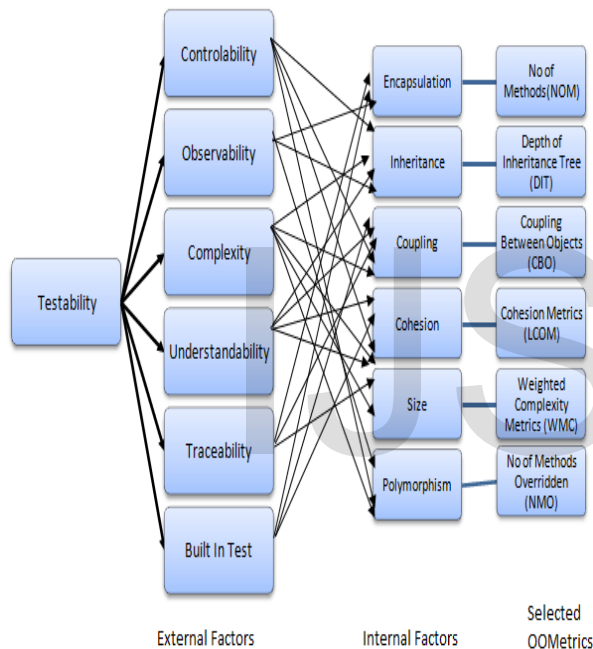 Testability
Controlability
Observability
Complexity
Understandability
Traceability
Built In Test
External Factors
Encapsulation
Inheritance
Coupling
Cohesion
Size
Polymorphism
Internal Factors
No of
Methods(NOM)
Depth of
Inheritance Tree
(DIT)
Coupling
Between Objects
(CBO)
Cohesion Metrics
(LCOM)
Weighted
Complexity
Metrics (WMC)
No of Methods
Overridden
(NMO)
Selected
OOMetrics
IJS